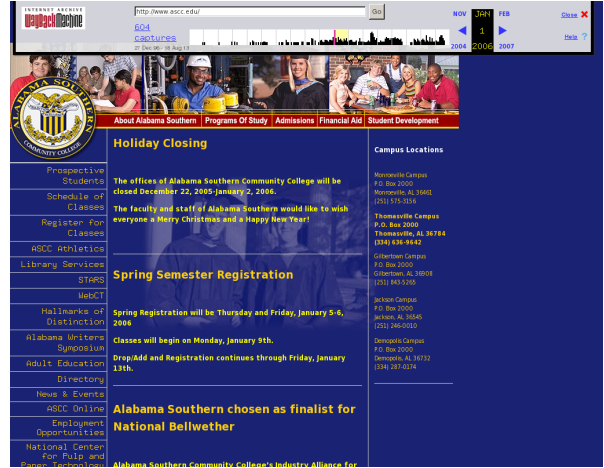 INTERNET ARCHIVE
WayBackMachine
http://www.ascc.edu/
Go
604 captures
27 Dec 96 - 16 Aug 13
NOV JAN FEB
1
2004 2006 2007
Close
Help ?
ALABAMA SOUTHERN
COMMUNITY COLLEGE
About Alabama Southern
Programs Of Study
Admissions
Financial Aid
Student Development
Prospective
Students
Schedule of
Classes
Register for
Classes
ASCC Athletics
Library Services
STARS
WebCT
Hallmarks of
Distinction
Alabama Writers
Symposium
Adult Education
Directory
News & Events
ASCC Online
Employment
Opportunities
National Center
for Pulp and
Paper Technology
Holiday Closing
The offices of Alabama Southern Community College will be
closed December 22, 2005-January 2, 2006.
The faculty and staff of Alabama Southern would like to wish
everyone a Merry Christmas and a Happy New Year!
Spring Semester Registration
Spring Registration will be Thursday and Friday, January 5-6,
2006
Classes will begin on Monday, January 9th.
Drop/Add and Registration continues through Friday, January
13th.
Alabama Southern chosen as finalist for
National Bellwether
Alabama Southern Community College's Industry Alliance for
Campus Locations
Monroeville Campus
P.O. Box 2000
Monroeville, AL 36461
(251) 575-3156
Thomasville Campus
P.O. Box 2000
Thomasville, AL 36784
(334) 636-9642
Gilbertown Campus
P.O. Box 2000
Gilbertown, AL 36908
(251) 843-5265
Jackson Campus
P.O. Box 2000
Jackson, AL 36545
(251) 246-0010
Demopolis Campus
P.O. Box 2000
Demopolis, AL 36732
(334) 287-0174